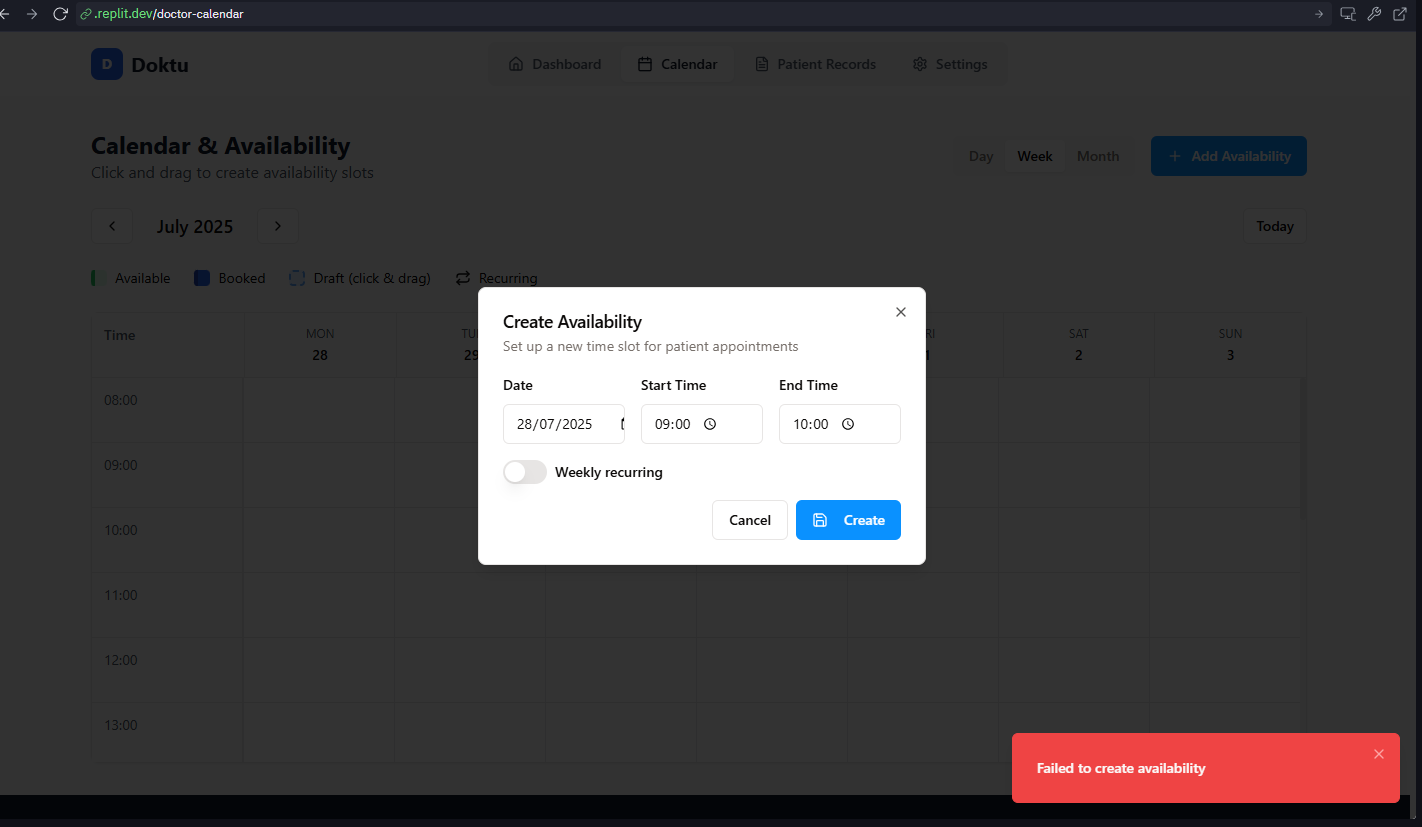 .replit.dev/doctor-calendar
D Doktu Dashboard Calendar Patient Records Settings
Calendar & Availability
Click and drag to create availability slots
Day Week Month + Add Availability
July 2025 Today
Available Booked Draft (click & drag) Recurring
Time MON TU RI SAT SUN
28 29 1 2 3
08:00
09:00
10:00
11:00
12:00
13:00
Create Availability
Set up a new time slot for patient appointments
Date Start Time End Time
28/07/2025 09:00 10:00
Weekly recurring
Cancel Create
Failed to create availability